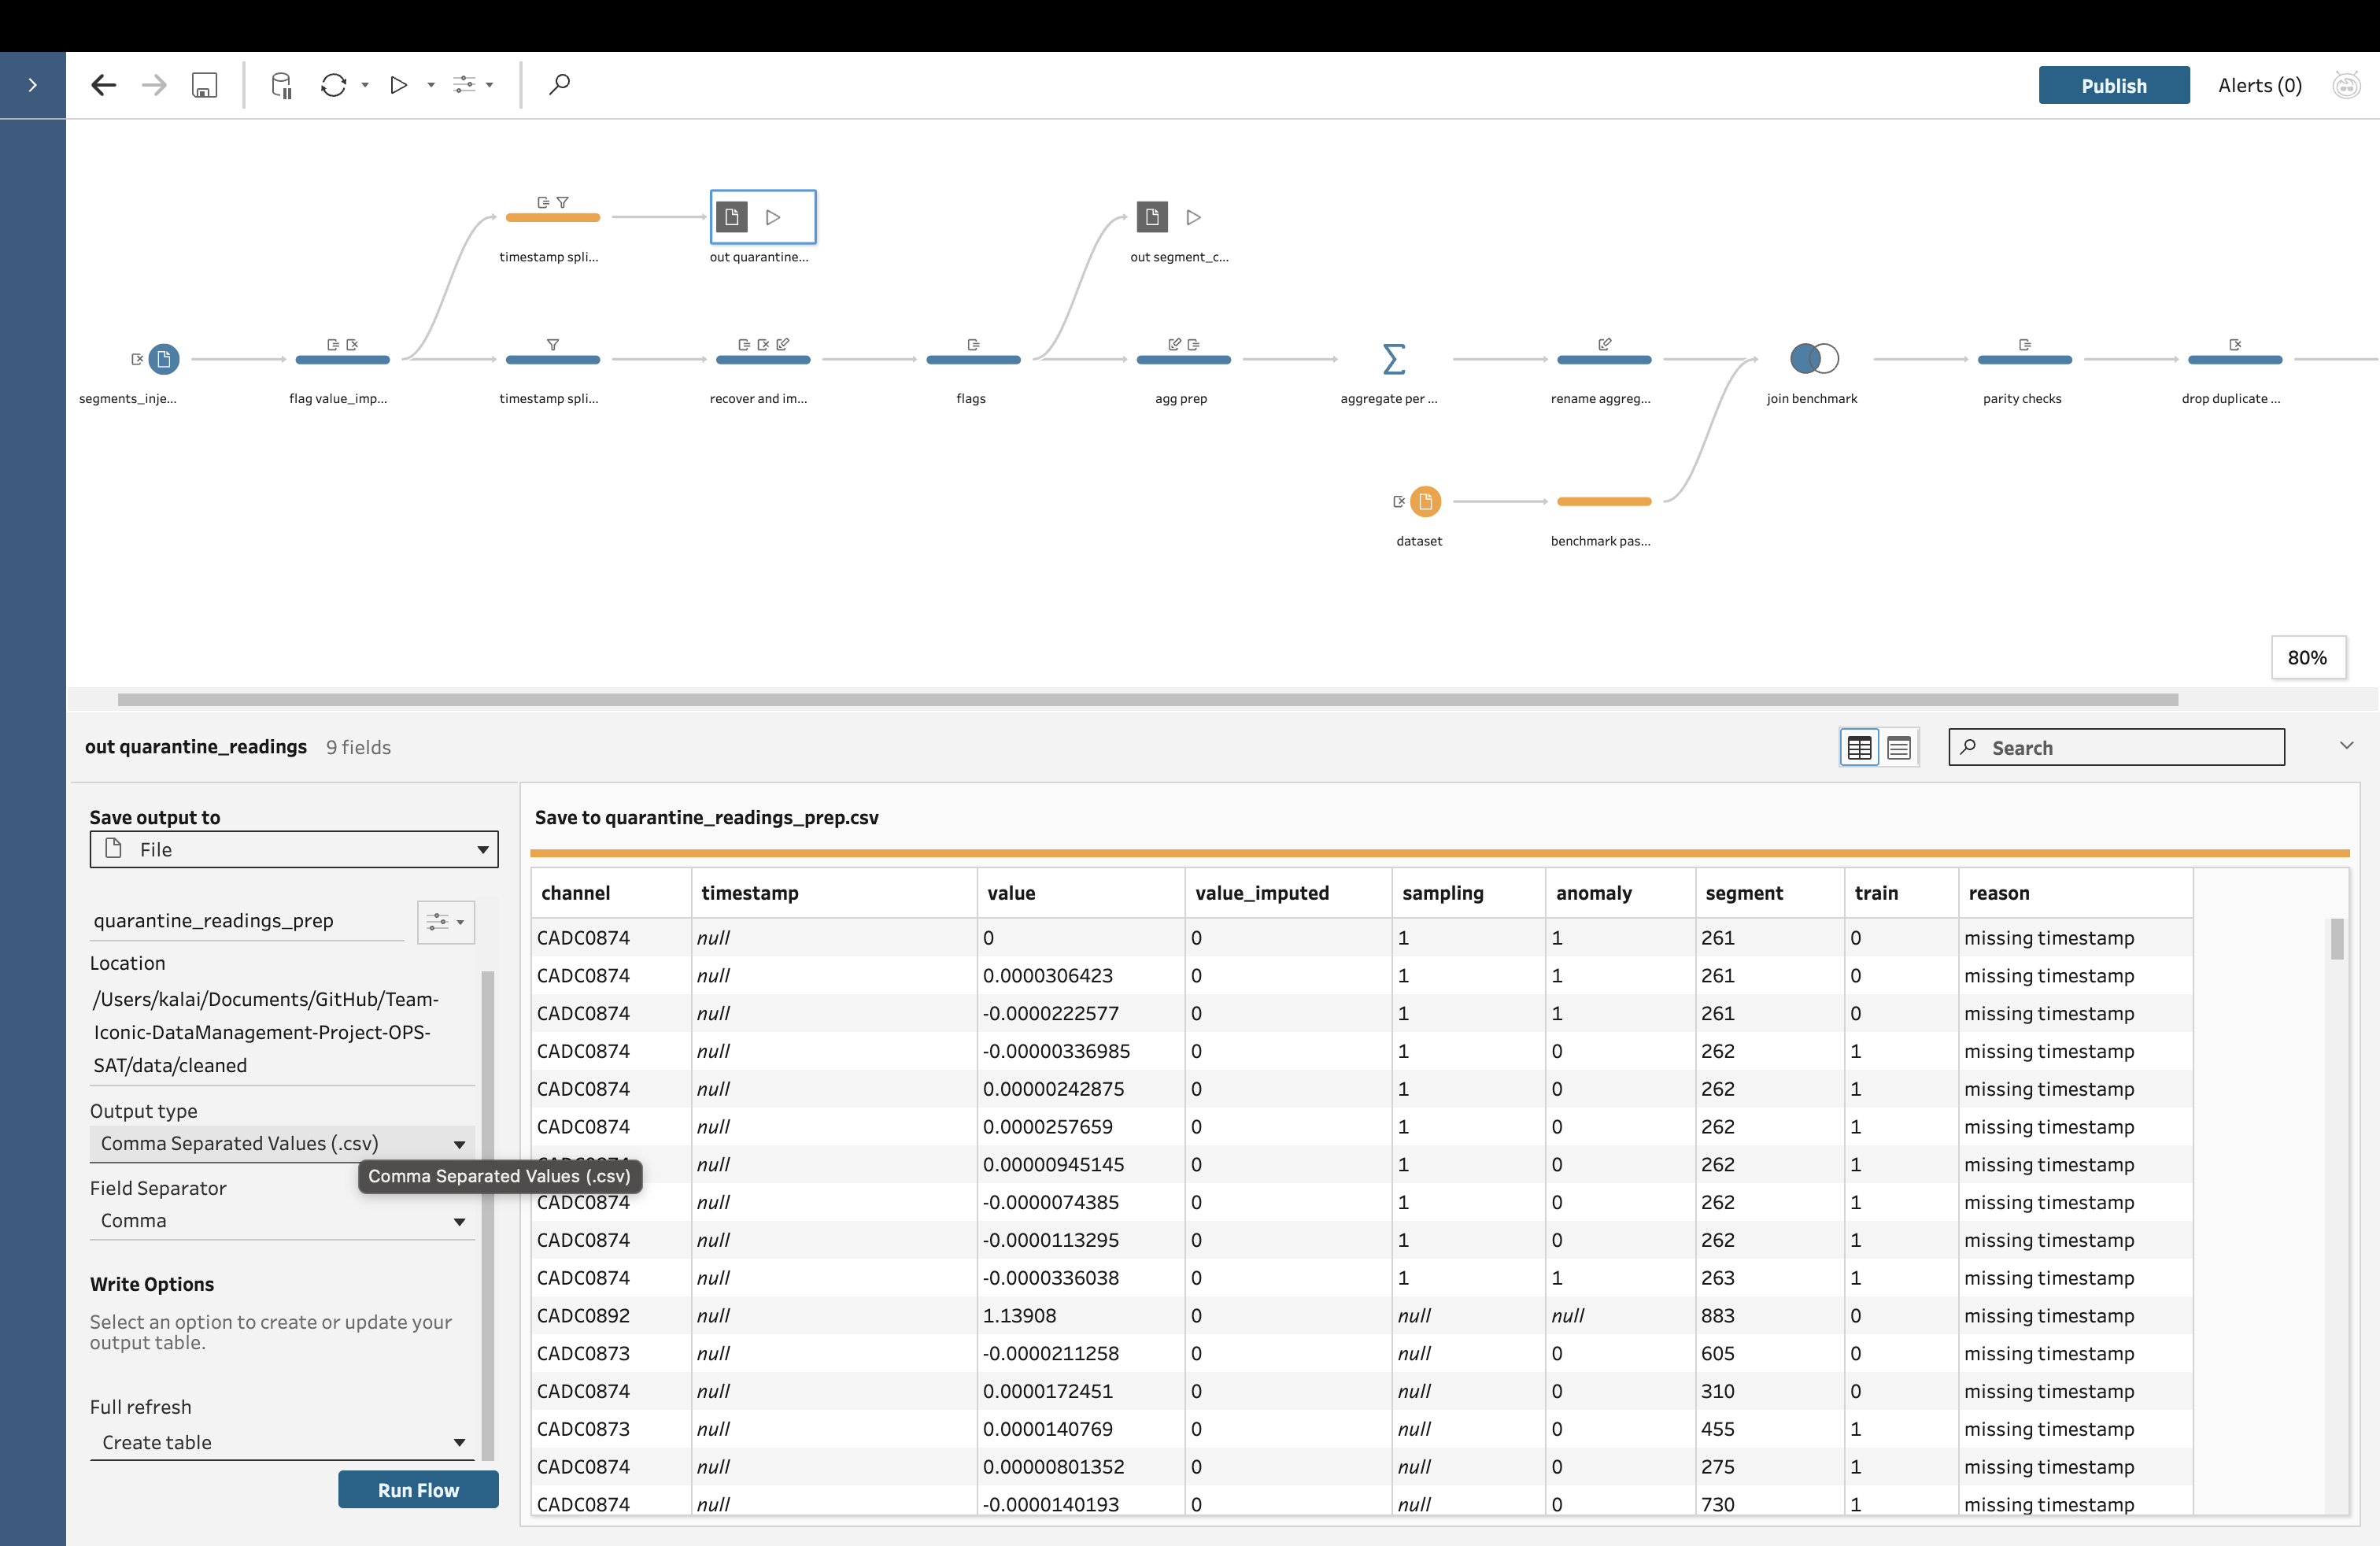 Publish
Alerts (0)
timestamp spli...
out quarantine...
out segment_c...
segments_inje...
flag value_imp...
timestamp spli...
recover and im...
flags
agg prep
aggregate per ...
rename aggreg...
join benchmark
parity checks
drop duplicate ...
dataset
benchmark pas...
80%
out quarantine_readings 9 fields
Search
Save output to
File
quarantine_readings_prep
Location
/Users/kalai/Documents/GitHub/Team-
Iconic-DataManagement-Project-OPS-
SAT/data/cleaned
Output type
Comma Separated Values (.csv)
Comma Separated Values (.csv)
Field Separator
Comma
Write Options
Select an option to create or update your
output table.
Full refresh
Create table
Run Flow
Save to quarantine_readings_prep.csv
channel timestamp value value_imputed sampling anomaly segment train reason
CADC0874 null 0 0 1 1 261 0 missing timestamp
CADC0874 null 0.0000306423 0 1 1 261 0 missing timestamp
CADC0874 null -0.0000222577 0 1 1 261 0 missing timestamp
CADC0874 null -0.00000336985 0 1 0 262 1 missing timestamp
CADC0874 null 0.00000242875 0 1 0 262 1 missing timestamp
CADC0874 null 0.0000257659 0 1 0 262 1 missing timestamp
null 0.00000945145 0 1 0 262 1 missing timestamp
CADC0874 null -0.0000074385 0 1 0 262 1 missing timestamp
CADC0874 null -0.0000113295 0 1 0 262 1 missing timestamp
CADC0874 null -0.0000336038 0 1 1 263 1 missing timestamp
CADC0892 null 1.13908 0 null null 883 0 missing timestamp
CADC0873 null -0.0000211258 0 null 0 605 0 missing timestamp
CADC0874 null 0.0000172451 0 null 0 310 0 missing timestamp
CADC0873 null 0.0000140769 0 null 0 455 1 missing timestamp
CADC0874 null 0.00000801352 0 null 0 275 1 missing timestamp
CADC0874 null -0.0000140193 0 null 0 730 1 missing timestamp